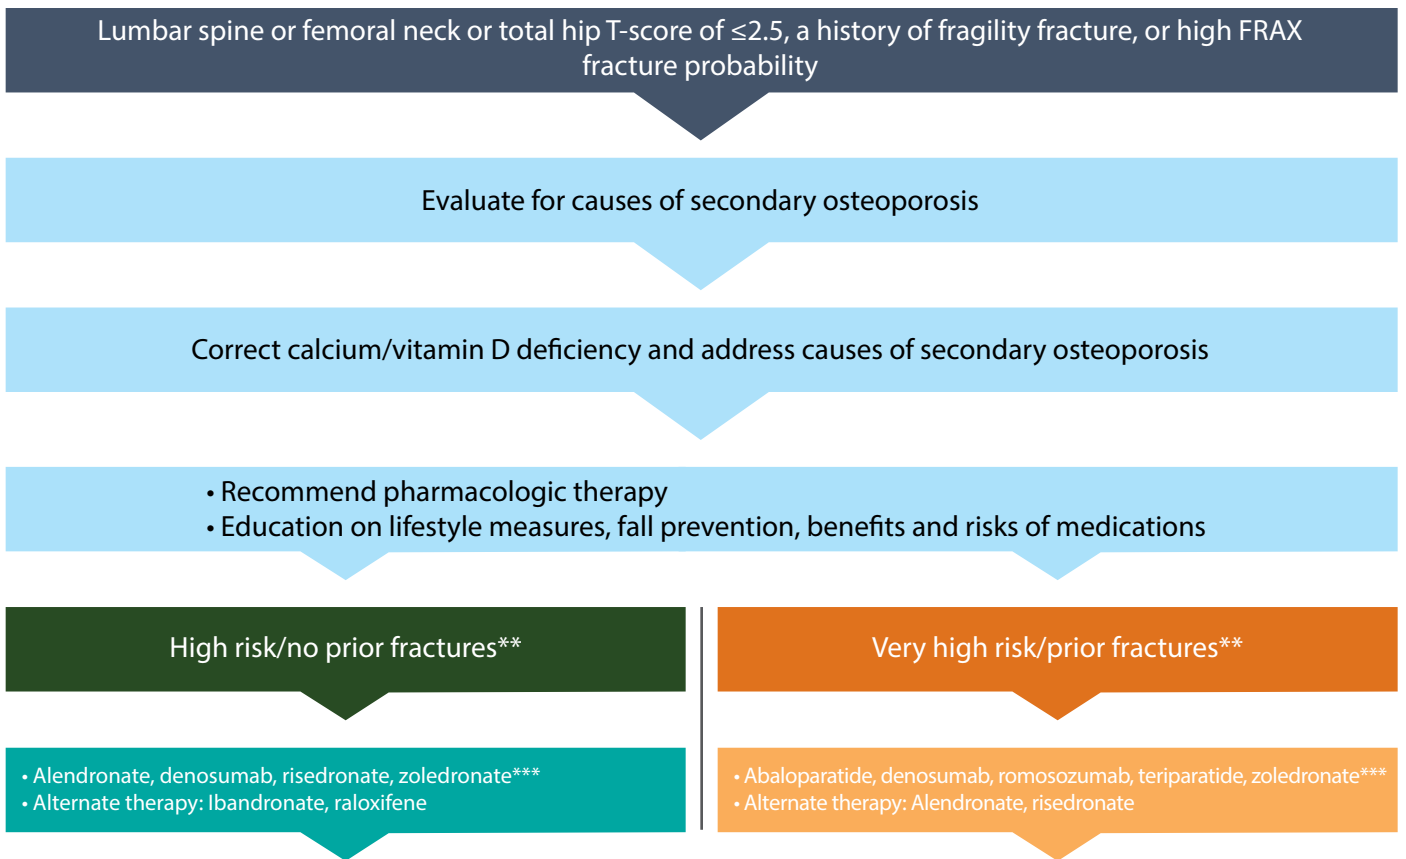 Lumbar spine or femoral neck or total hip T-score of ≤2.5, a history of fragility fracture, or high FRAX
fracture probability
Evaluate for causes of secondary osteoporosis
Correct calcium/vitamin D deficiency and address causes of secondary osteoporosis
• Recommend pharmacologic therapy
• Education on lifestyle measures, fall prevention, benefits and risks of medications
High risk/no prior fractures**
• Alendronate, denosumab, risedronate, zoledronate***
• Alternate therapy: Ibandronate, raloxifene
Very high risk/prior fractures**
• Abaloparatide, denosumab, romosozumab, teriparatide, zoledronate***
• Alternate therapy: Alendronate, risedronate